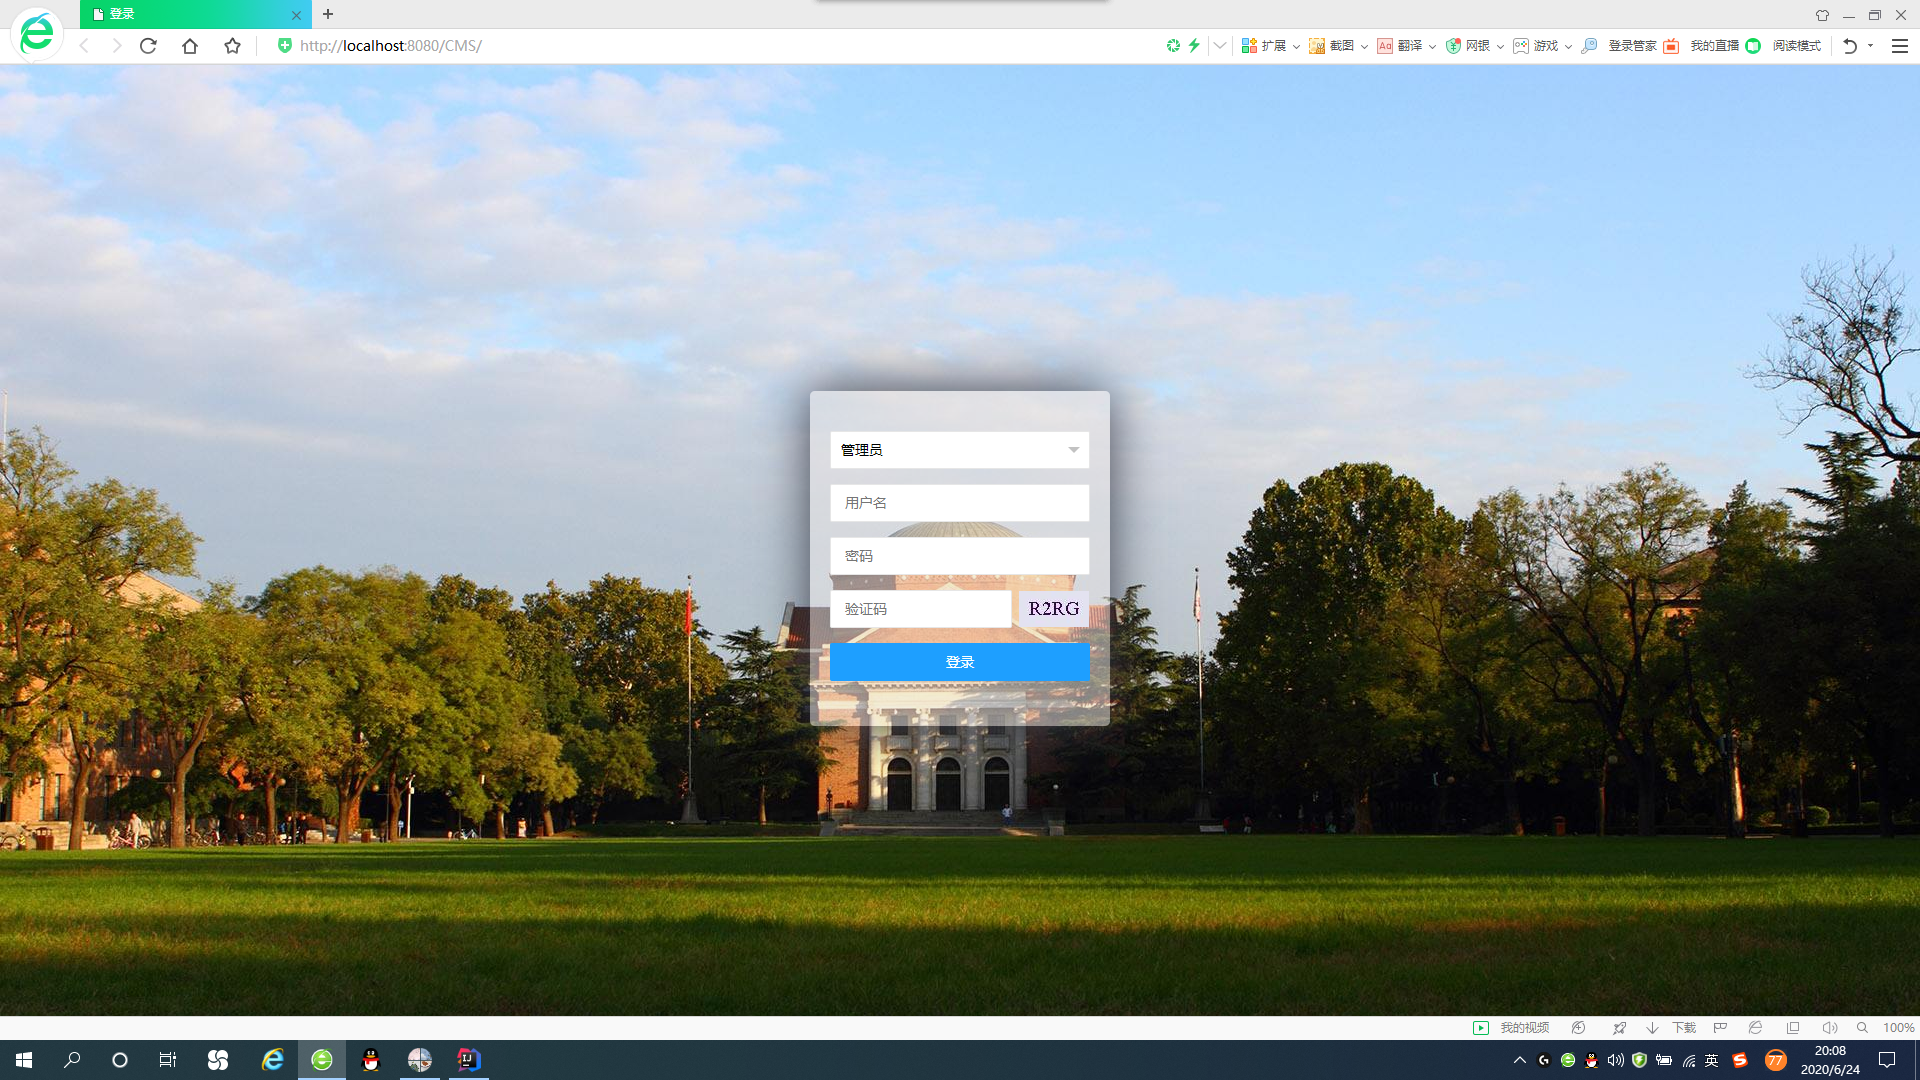 登录
http://localhost:8080/CMS/
扩展
截图
Aa 翻译
网银
游戏
登录管家
我的直播
阅读模式
管理员
用户名
密码
验证码
R2RG
登录
我的视频
下载
100%
IJ
英
77
20:08
2020/6/24